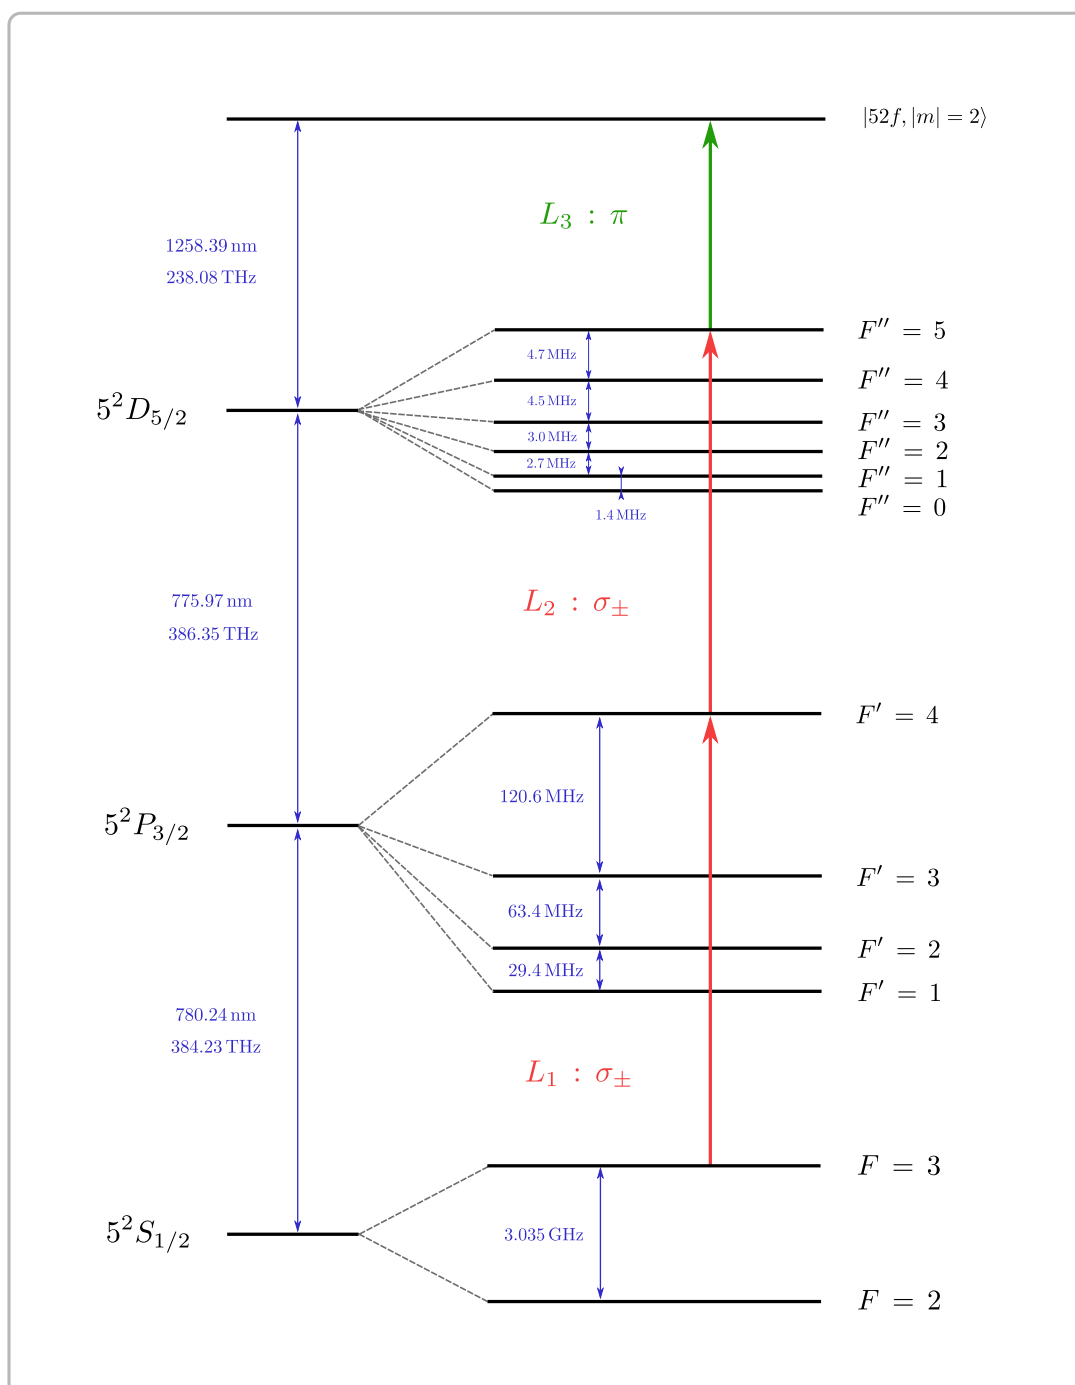 |52f, |m| = 2⟩
L₃ : π
1258.39 nm
238.08 THz
F″ = 5
4.7 MHz
F″ = 4
5²D₅/₂
4.5 MHz
F″ = 3
3.0 MHz
F″ = 2
2.7 MHz
F″ = 1
F″ = 0
1.4 MHz
775.97 nm
L₂ : σ±
386.35 THz
F′ = 4
120.6 MHz
5²P₃/₂
F′ = 3
63.4 MHz
F′ = 2
29.4 MHz
F′ = 1
780.24 nm
384.23 THz
L₁ : σ±
F = 3
5²S₁/₂
3.035 GHz
F = 2